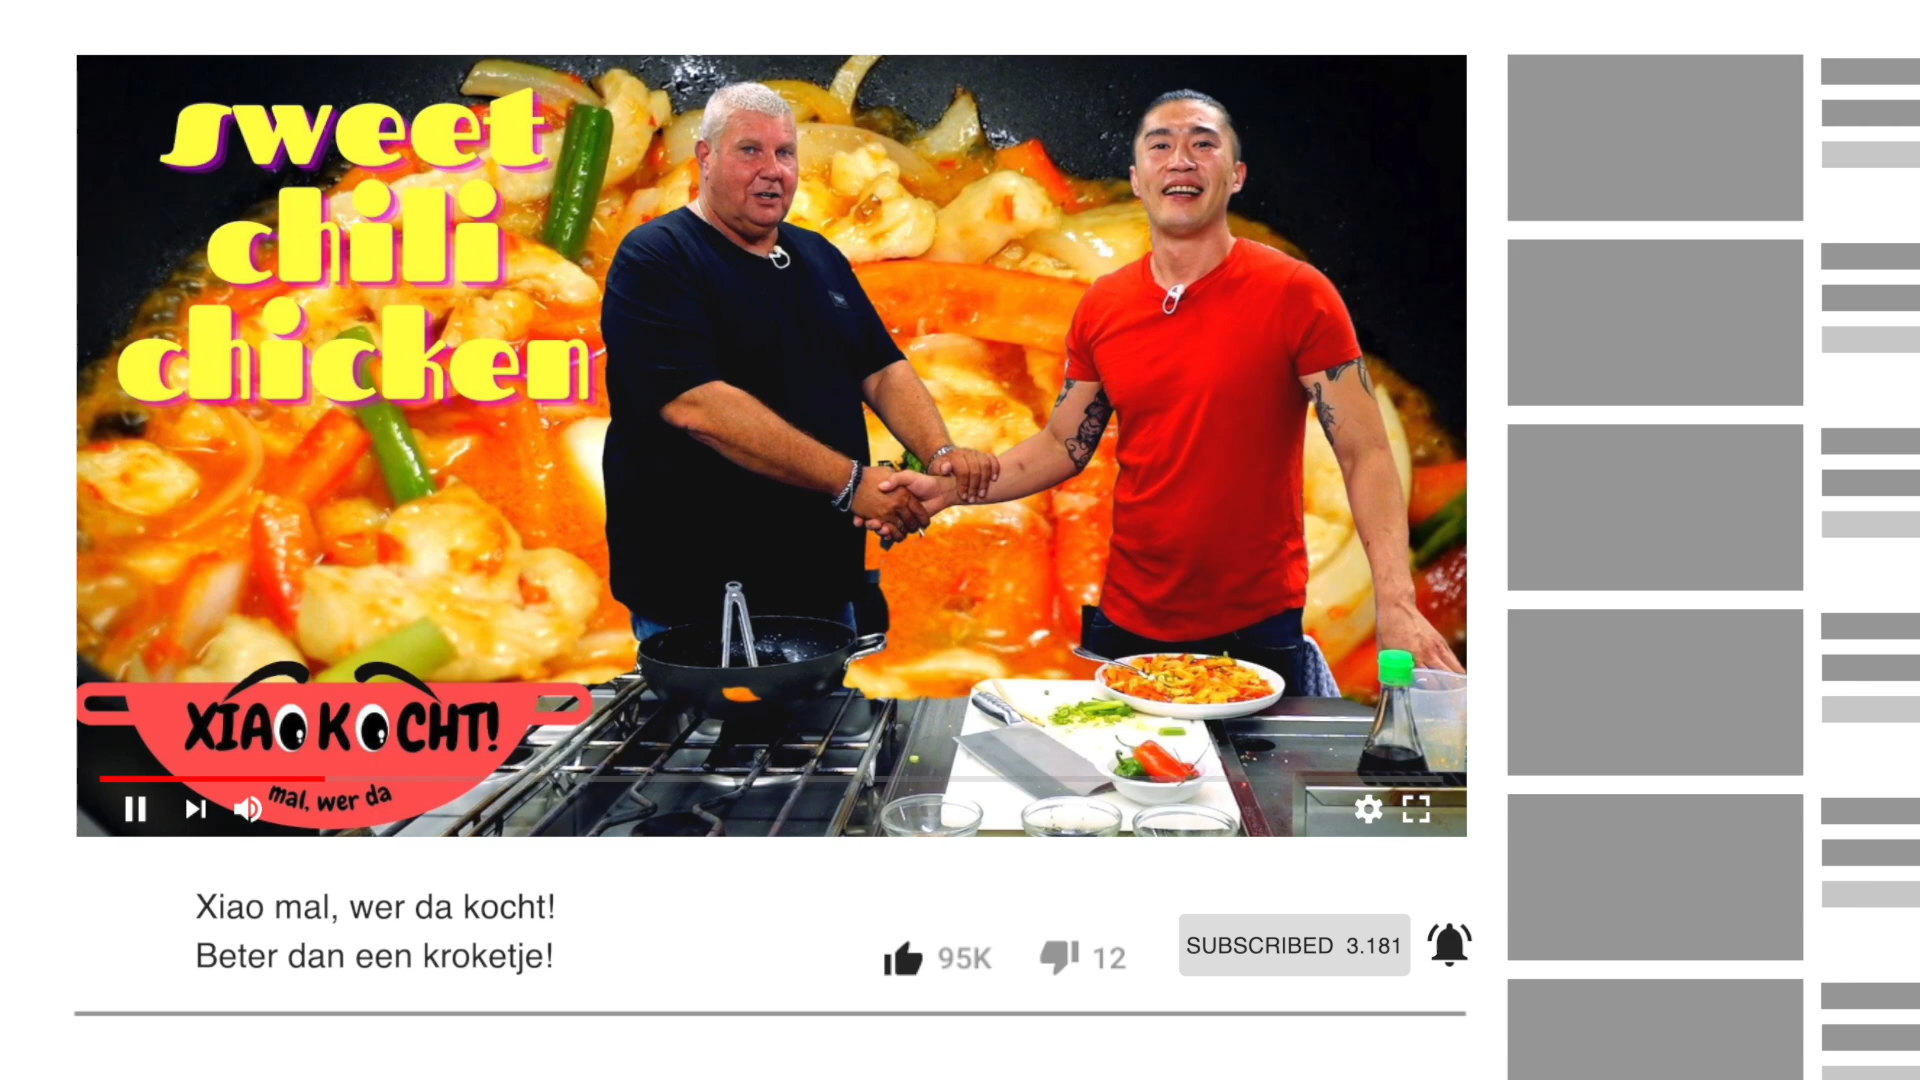 sweet
chili
chicken
XIAO KOCHT!
mal, wer da
Xiao mal, wer da kocht!
Beter dan een kroketje!
95K
12
SUBSCRIBED 3.181